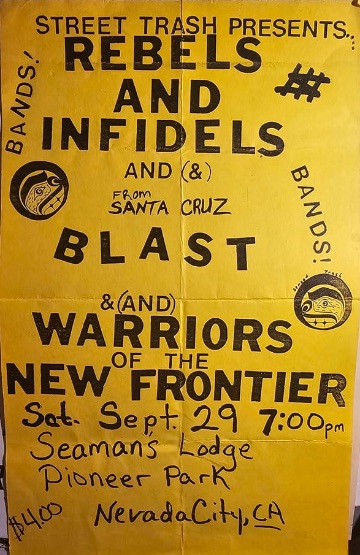 STREET TRASH PRESENTS...
BANDS!
REBELS
AND
INFIDELS
AND (&)
FROM
SANTA CRUZ
BANDS!
BLAST
& (AND)
WARRIORS
OF THE
NEW FRONTIER
Sat. Sept. 29 7:00pm
Seaman's Lodge
Pioneer Park
$4.00
Nevada City, CA